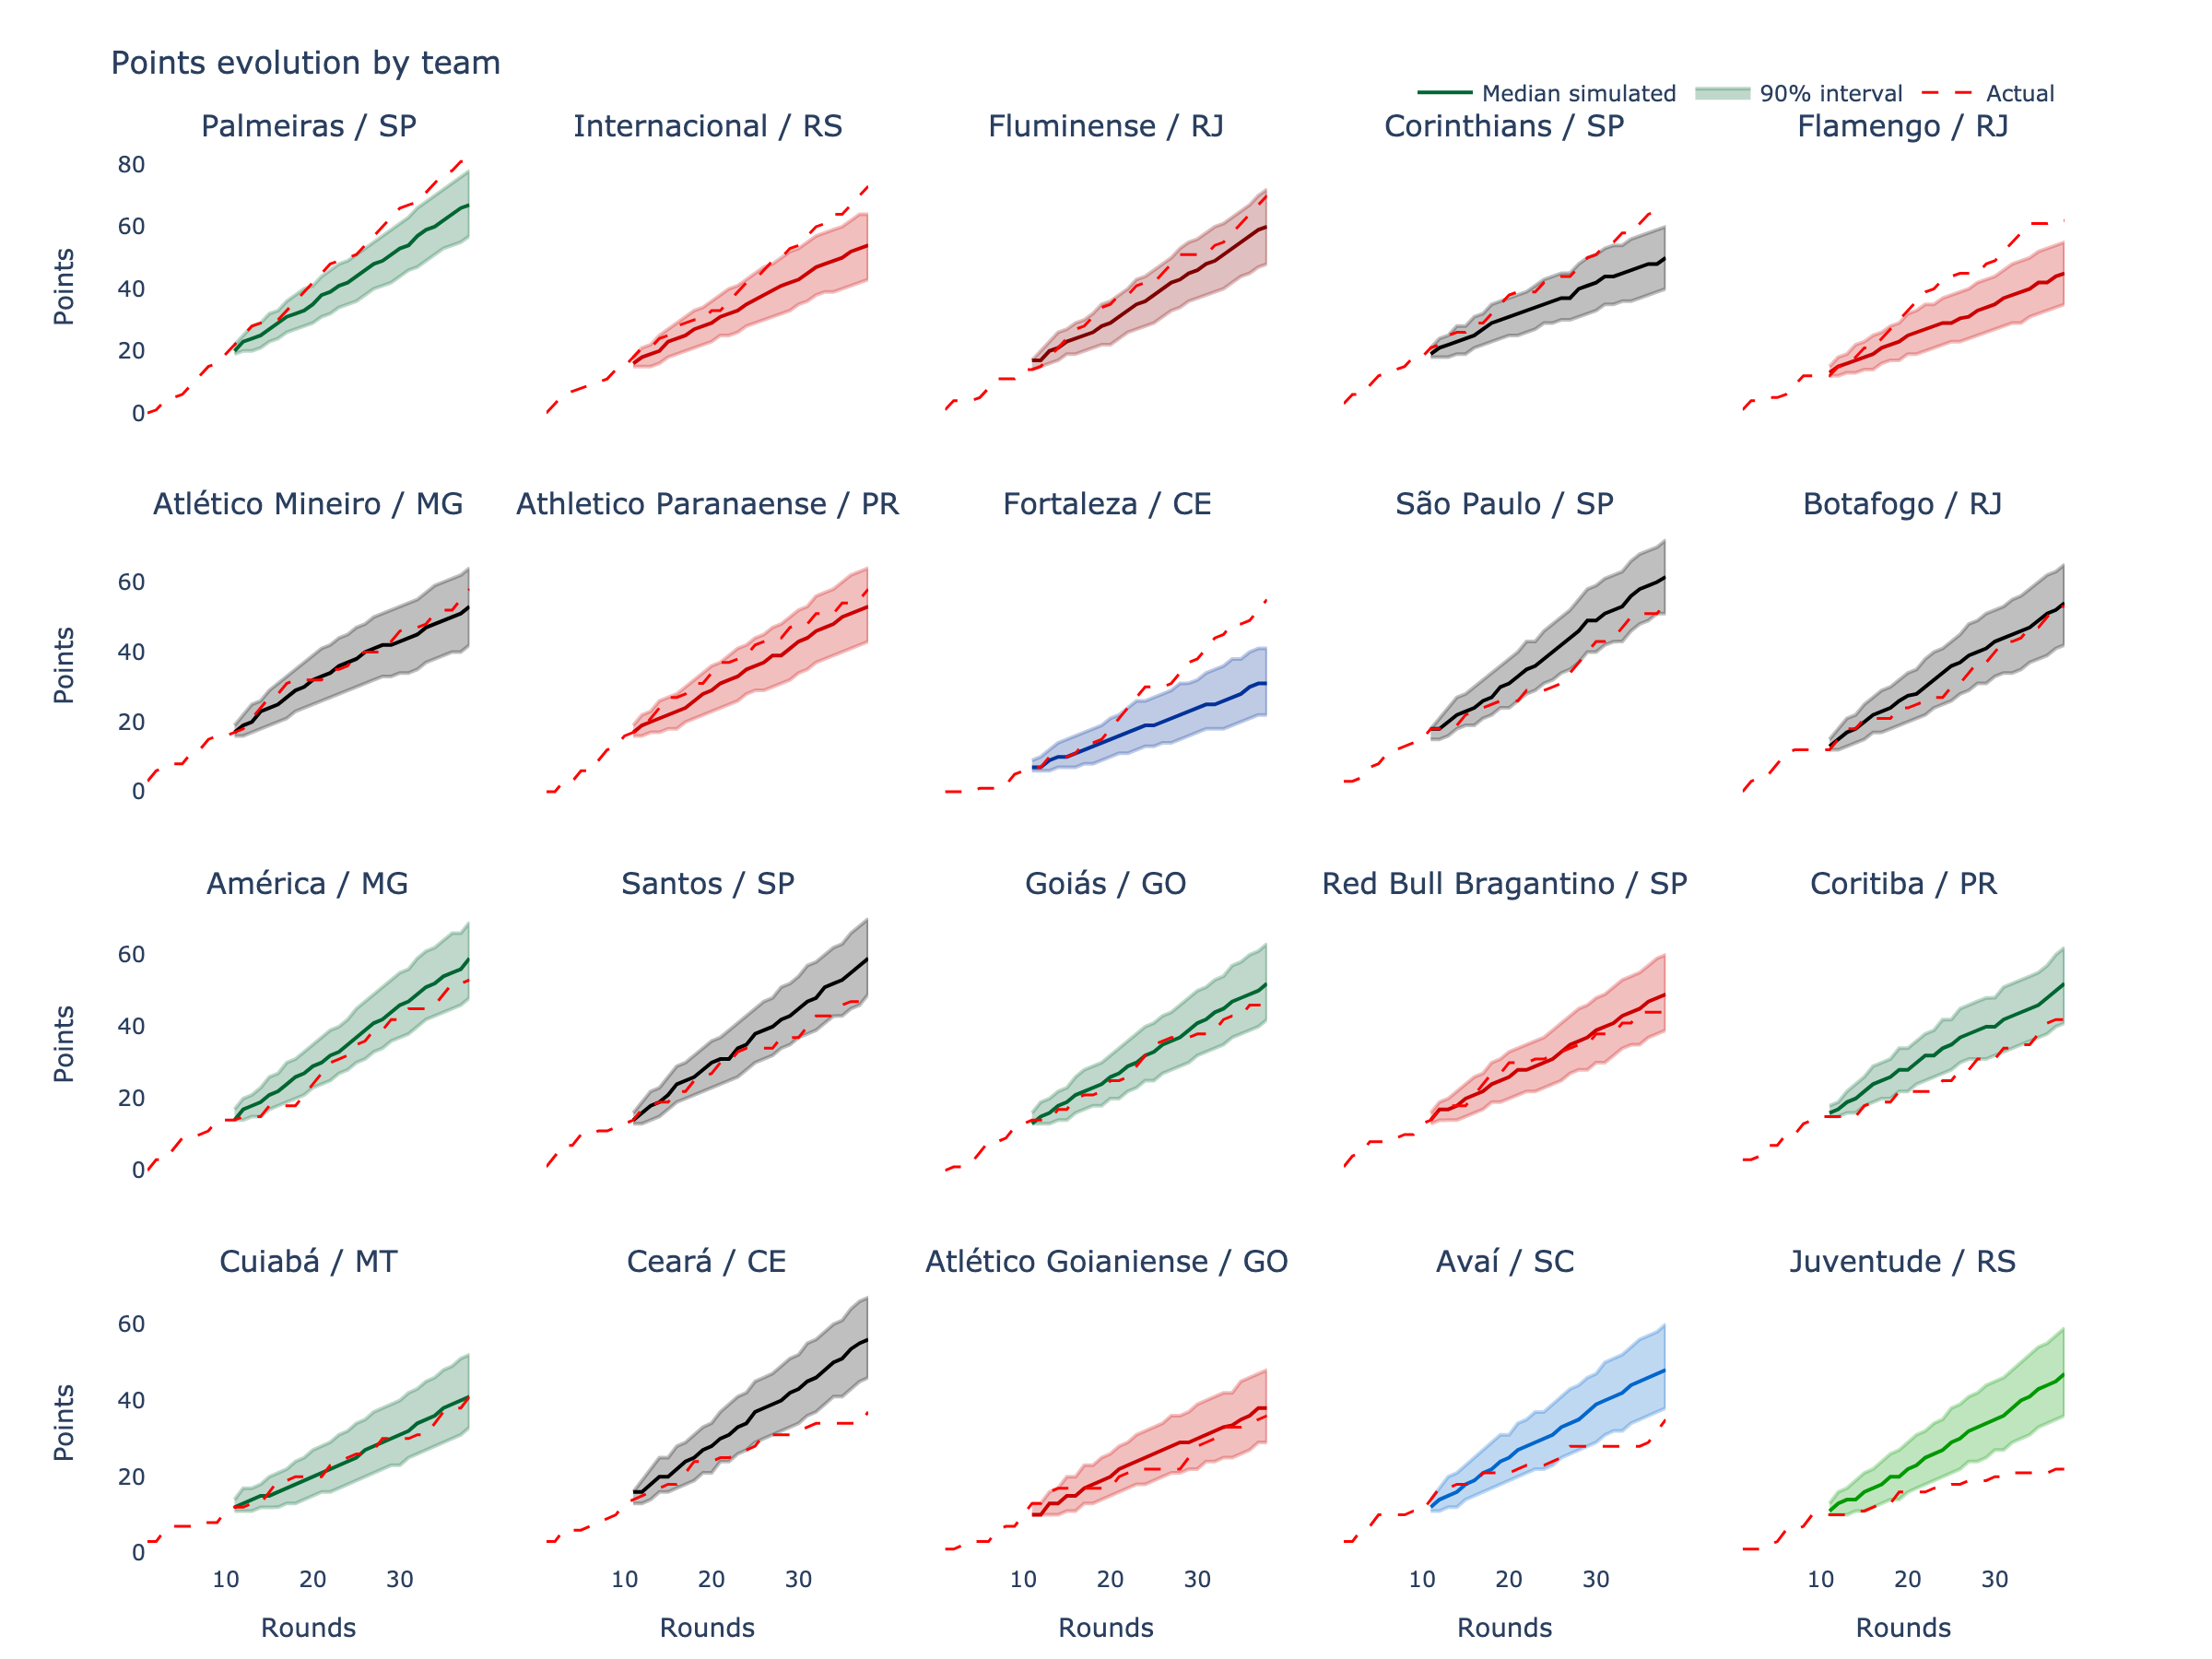 Points evolution by team
Median simulated 90% interval Actual
Palmeiras / SP Internacional / RS Fluminense / RJ Corinthians / SP Flamengo / RJ
80
60
40
20
0
Points
Atlético Mineiro / MG Athletico Paranaense / PR Fortaleza / CE São Paulo / SP Botafogo / RJ
60
40
20
0
Points
América / MG Santos / SP Goiás / GO Red Bull Bragantino / SP Coritiba / PR
60
40
20
0
Points
Cuiabá / MT Ceará / CE Atlético Goianiense / GO Avaí / SC Juventude / RS
60
40
20
0
Points
10 20 30 10 20 30 10 20 30 10 20 30 10 20 30
Rounds Rounds Rounds Rounds Rounds